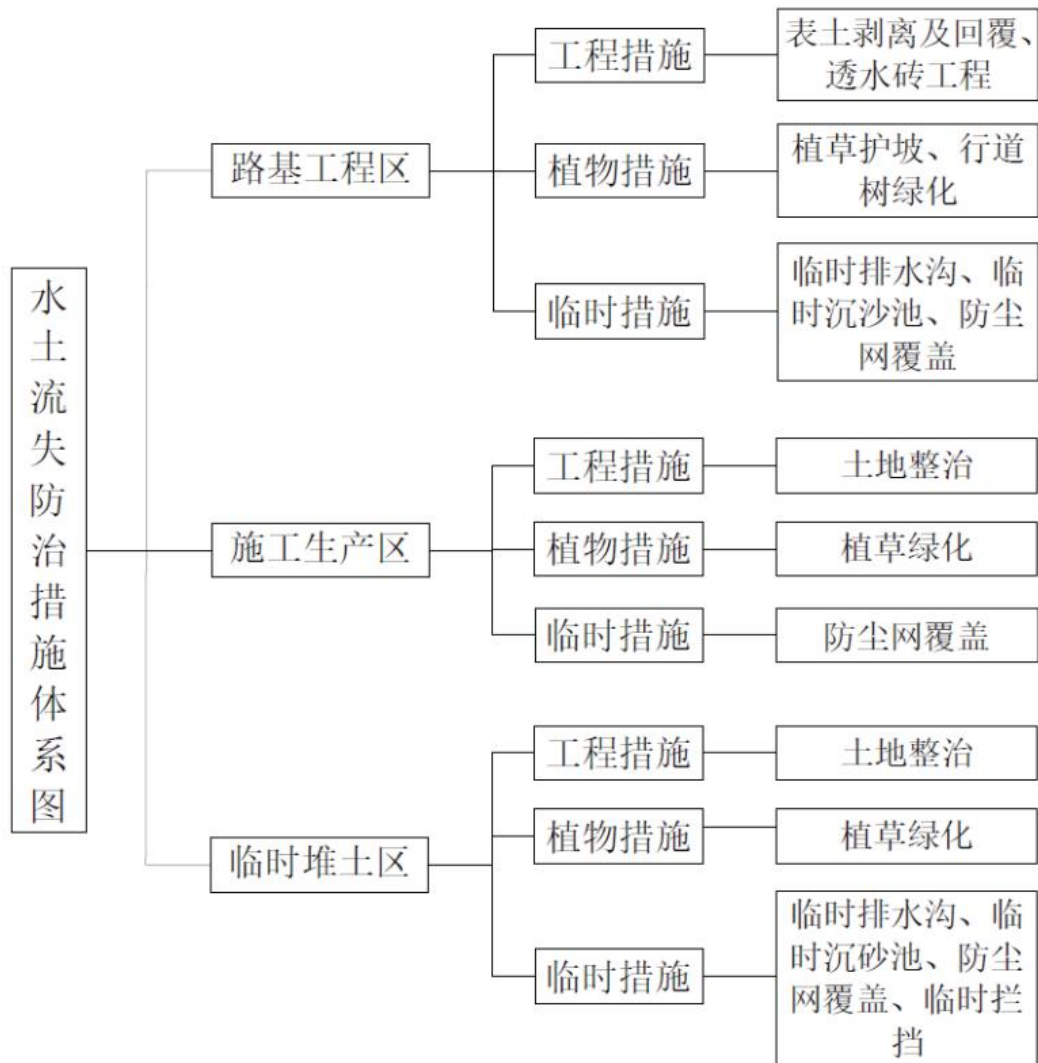 水土流失防治措施体系图
路基工程区
工程措施
表土剥离及回覆、
透水砖工程
植物措施
植草护坡、行道
树绿化
临时措施
临时排水沟、临
时沉沙池、防尘
网覆盖
施工生产区
工程措施
土地整治
植物措施
植草绿化
临时措施
防尘网覆盖
临时堆土区
工程措施
土地整治
植物措施
植草绿化
临时措施
临时排水沟、临
时沉砂池、防尘
网覆盖、临时拦
挡